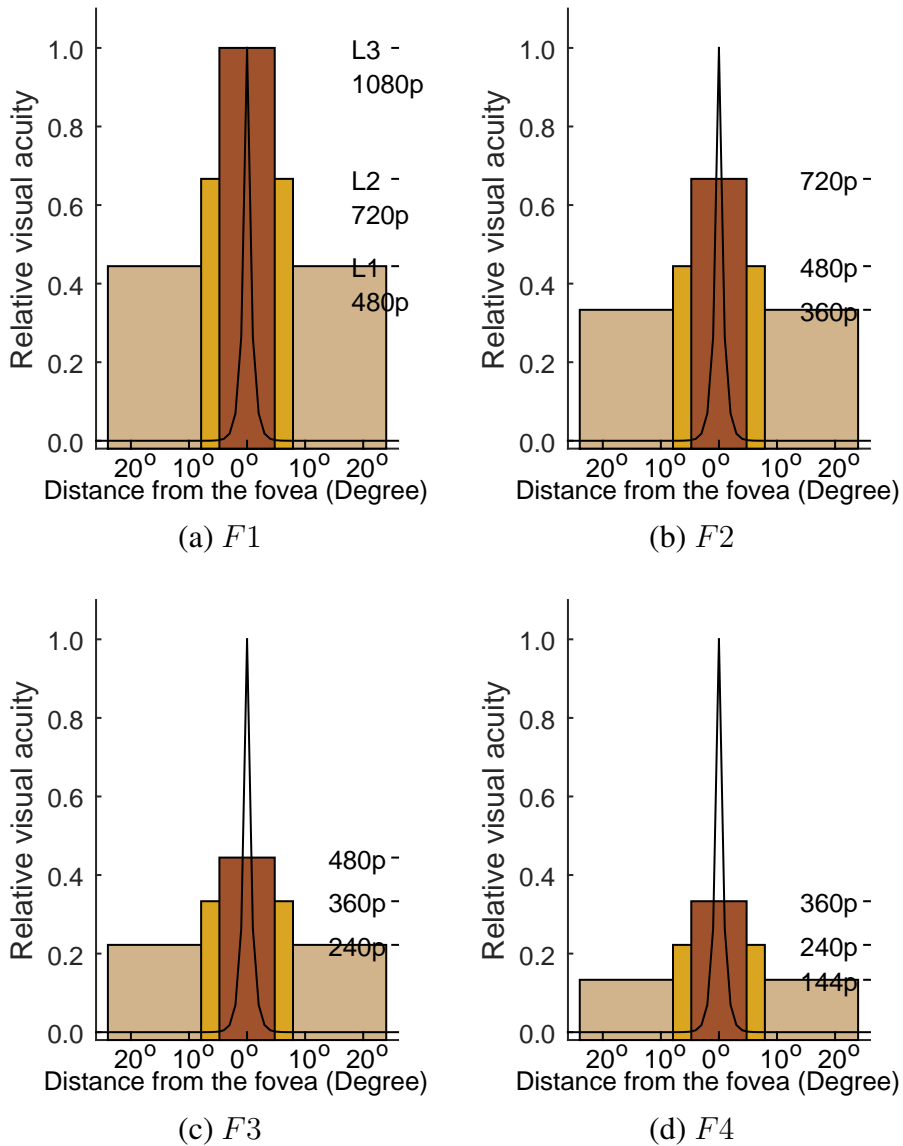 Relative visual acuity
1.0
0.8
0.6
0.4
0.2
0.0
L3
1080p
L2
720p
L1
480p
20° 10° 0° 10° 20°
Distance from the fovea (Degree)
(a) F1
Relative visual acuity
1.0
0.8
0.6
0.4
0.2
0.0
720p
480p
360p
20° 10° 0° 10° 20°
Distance from the fovea (Degree)
(b) F2
Relative visual acuity
1.0
0.8
0.6
0.4
0.2
0.0
480p
360p
240p
20° 10° 0° 10° 20°
Distance from the fovea (Degree)
(c) F3
Relative visual acuity
1.0
0.8
0.6
0.4
0.2
0.0
360p
240p
144p
20° 10° 0° 10° 20°
Distance from the fovea (Degree)
(d) F4